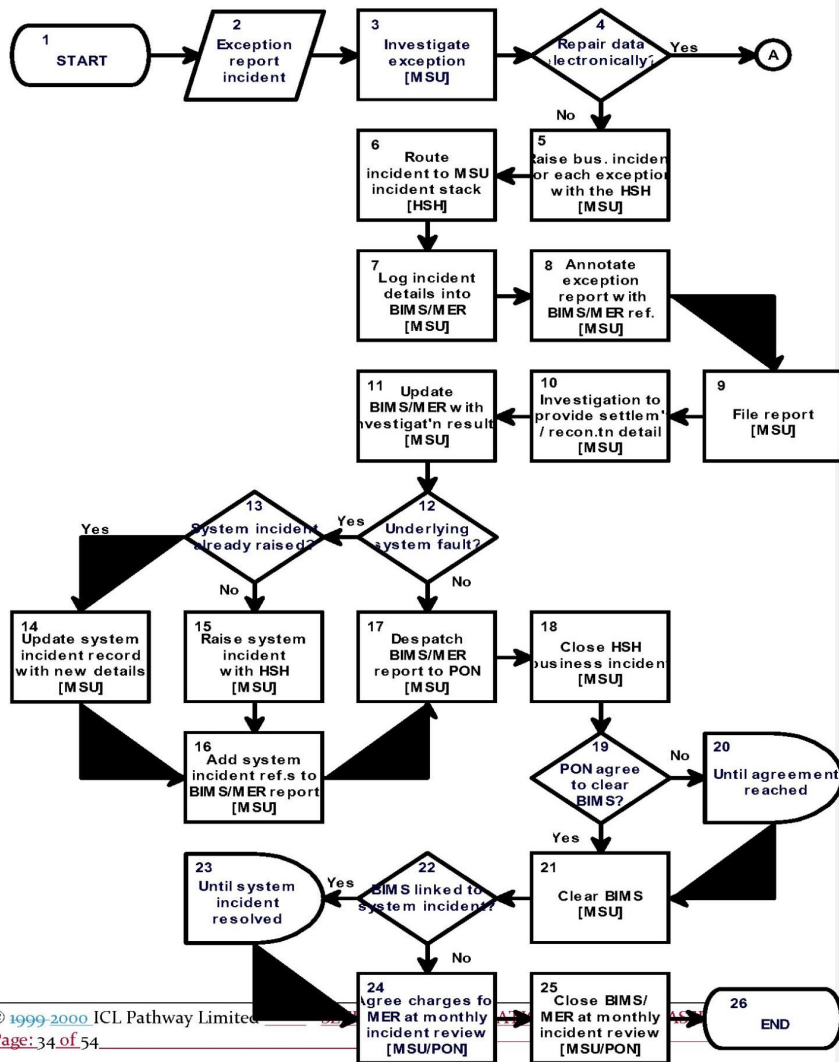 1
START
2
Exception
report
incident
3
Investigate
exception
[MSU]
4
Repair data
lectronically?
Yes
A
No
6
Route
incident to MSU
incident stack
[HSH]
5
Raise bus. inciden
or each exception
with the HSH
[MSU]
7
Log incident
details into
BIMS/MER
[MSU]
8
Annotate
exception
report with
BIMS/MER ref.
[MSU]
11
Update
BIMS/MER with
nvestigat'n result
[MSU]
10
Investigation to
provide settlem'
/ recon.tn detail
[MSU]
9
File report
[MSU]
13
System incident
already raised?
Yes
12
Underlying
system fault?
Yes
No
No
14
Update system
incident record
with new details
[MSU]
15
Raise system
incident
with HSH
[MSU]
17
Despatch
BIMS/MER
report to PON
[MSU]
18
Close HSH
business inciden
[MSU]
16
Add system
incident ref.s to
BIMS/MER report
[MSU]
19
PON agree
to clear
BIMS?
No
20
Until agreement
reached
Yes
23
Until system
incident
resolved
Yes
22
BIMS linked to
system incident?
21
Clear BIMS
[MSU]
No
24
Agree charges fo
MER at monthly
incident review
[MSU/PON]
25
Close BIMS/
MER at monthly
incident review
[MSU/PON]
26
END
© 1999-2000 ICL Pathway Limited
Page: 34 of 54